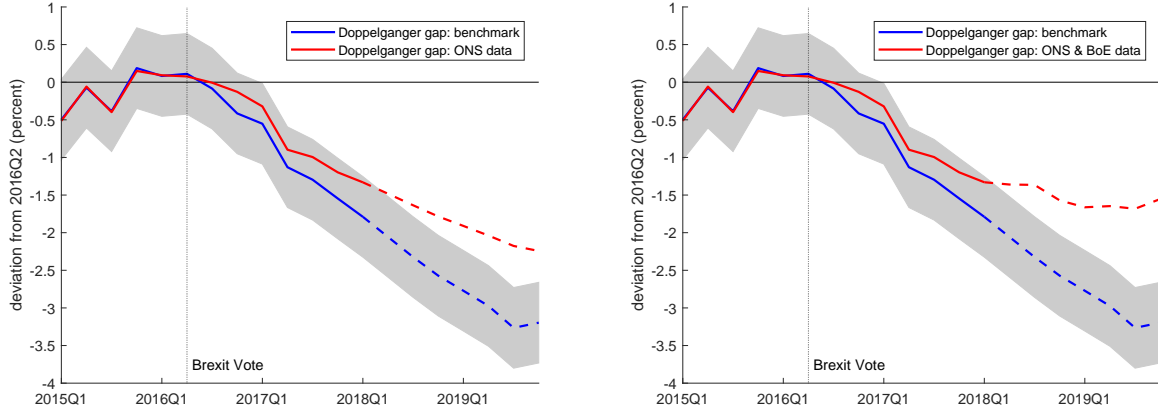 Doppelganger gap: benchmark
Doppelganger gap: ONS data
deviation from 2016Q2 (percent)
1
0.5
0
-0.5
-1
-1.5
-2
-2.5
-3
-3.5
-4
Brexit Vote
2015Q1 2016Q1 2017Q1 2018Q1 2019Q1
Doppelganger gap: benchmark
Doppelganger gap: ONS & BoE data
deviation from 2016Q2 (percent)
1
0.5
0
-0.5
-1
-1.5
-2
-2.5
-3
-3.5
-4
Brexit Vote
2015Q1 2016Q1 2017Q1 2018Q1 2019Q1